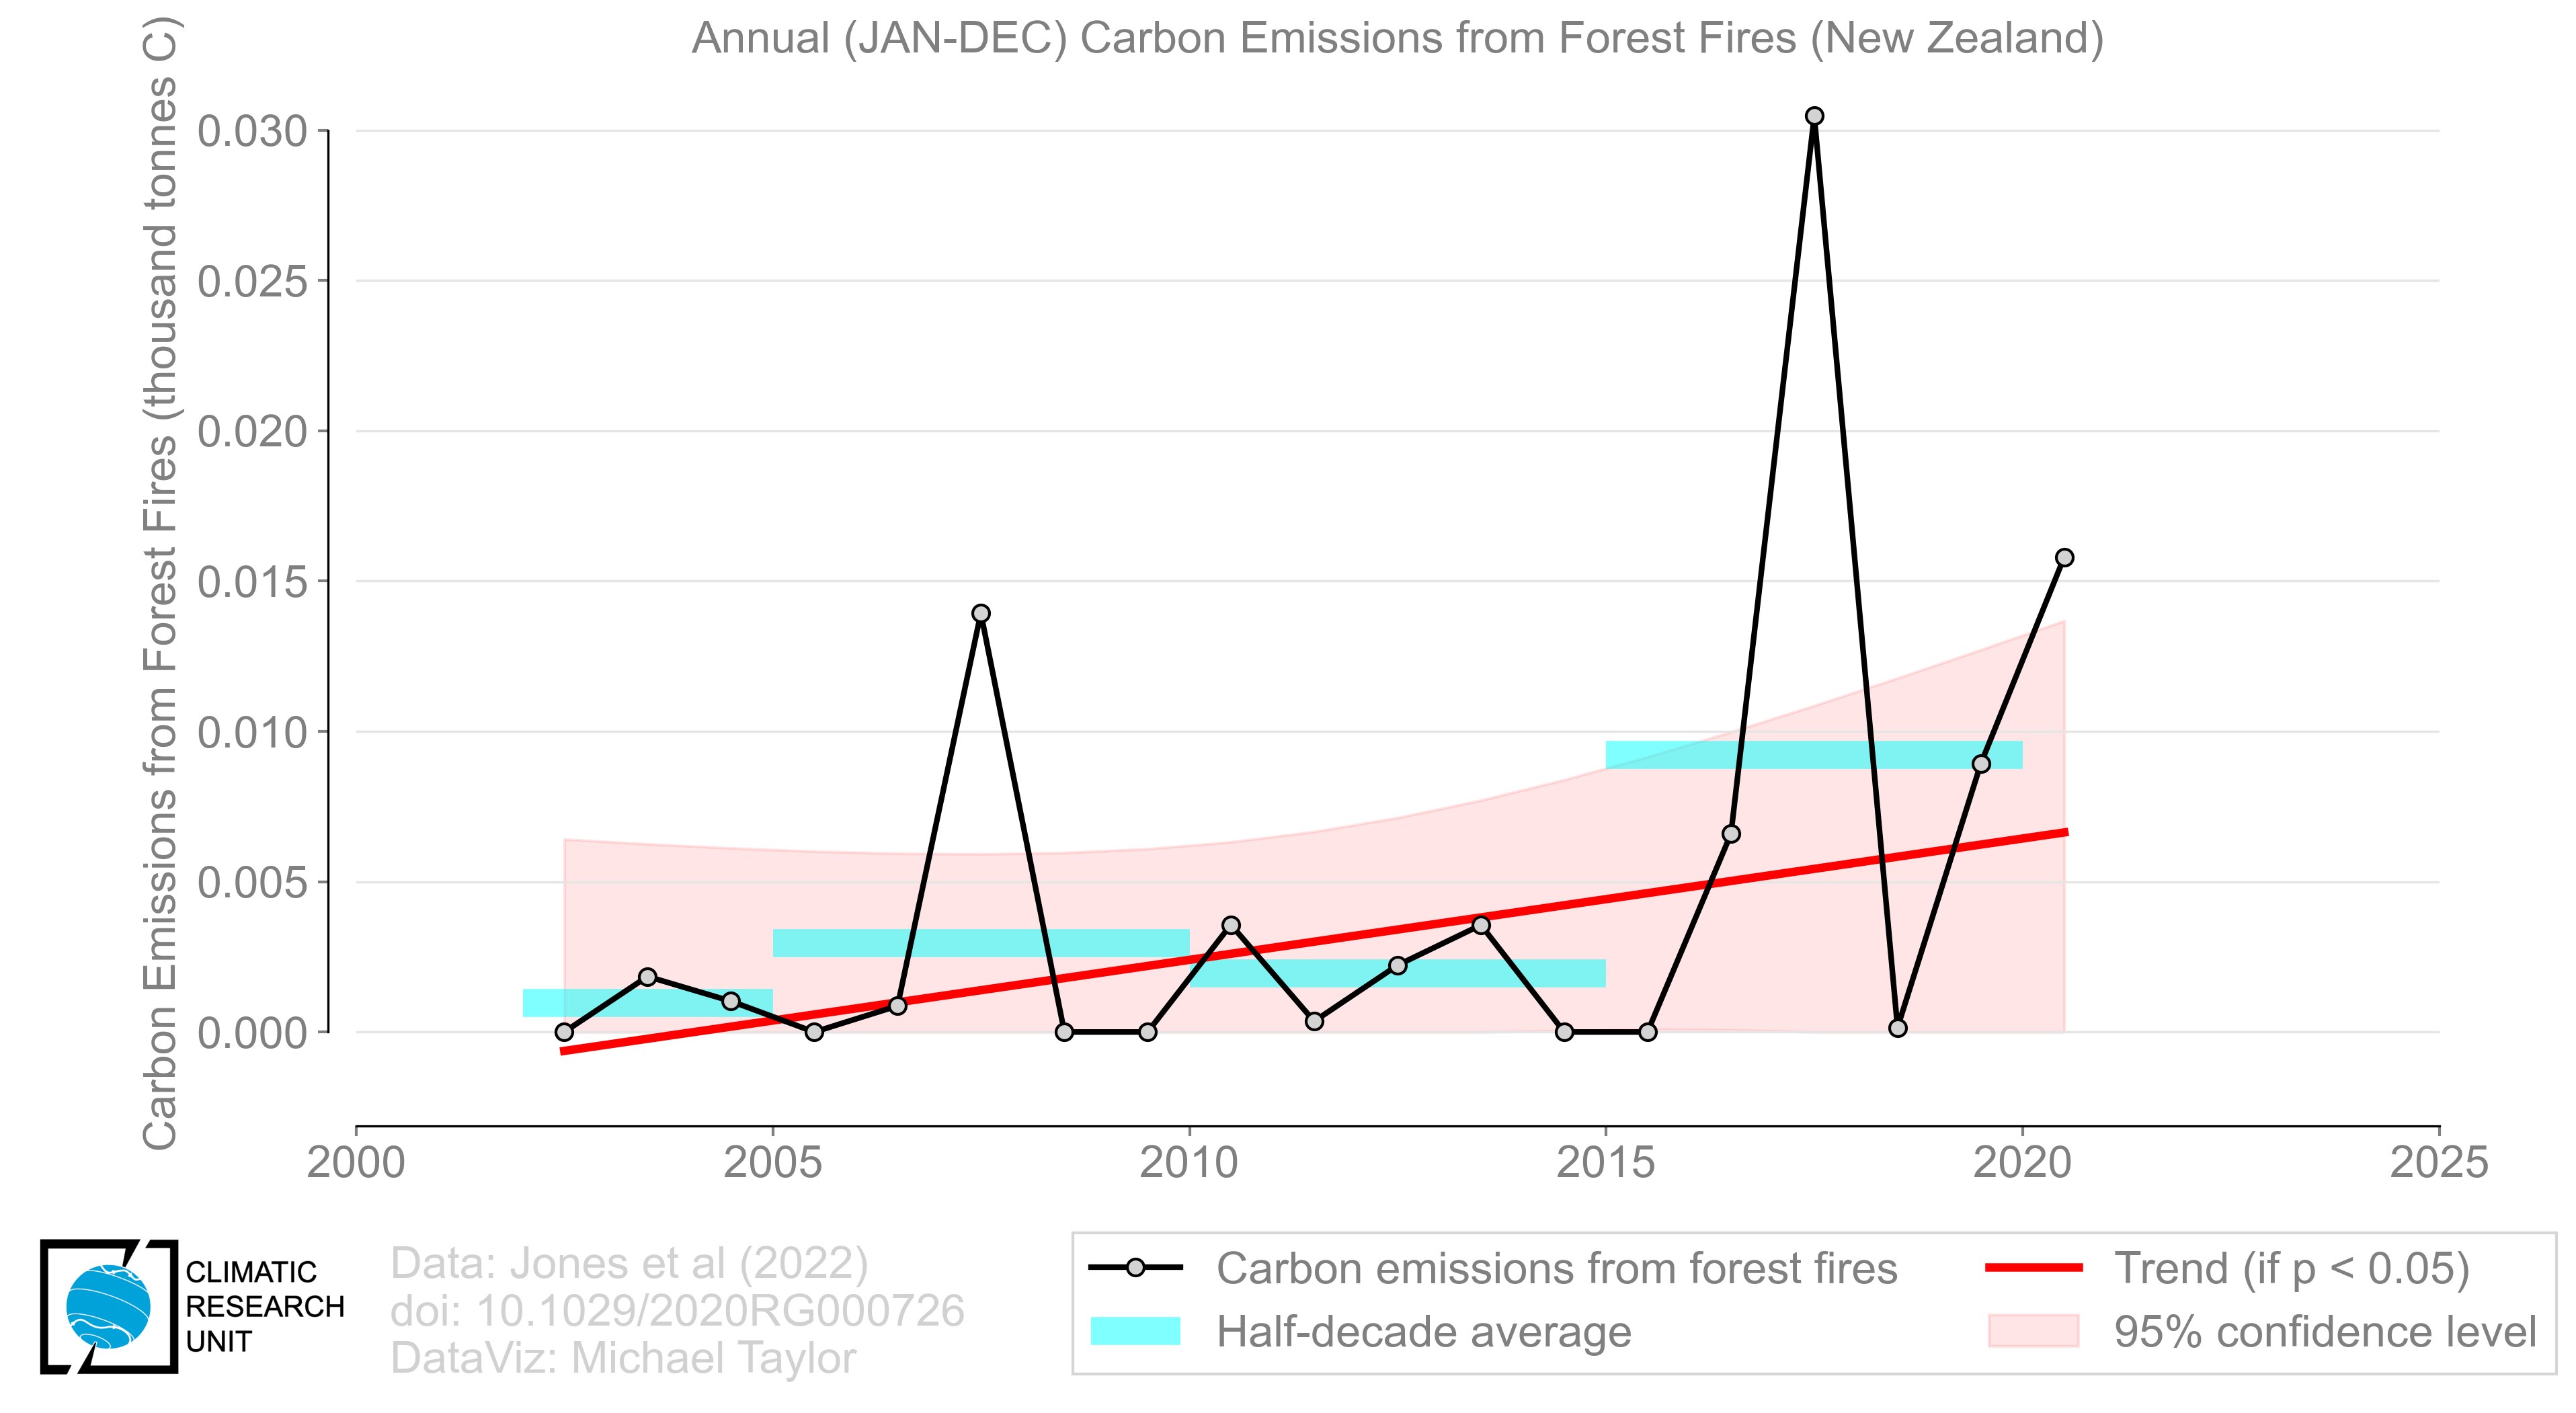 Annual (JAN-DEC) Carbon Emissions from Forest Fires (New Zealand)
Carbon Emissions from Forest Fires (thousand tonnes C)
0.030
0.025
0.020
0.015
0.010
0.005
0.000
2000 2005 2010 2015 2020 2025
CLIMATIC
RESEARCH
UNIT
Data: Jones et al (2022)
doi: 10.1029/2020RG000726
DataViz: Michael Taylor
Carbon emissions from forest fires
Half-decade average
Trend (if p < 0.05)
95% confidence level